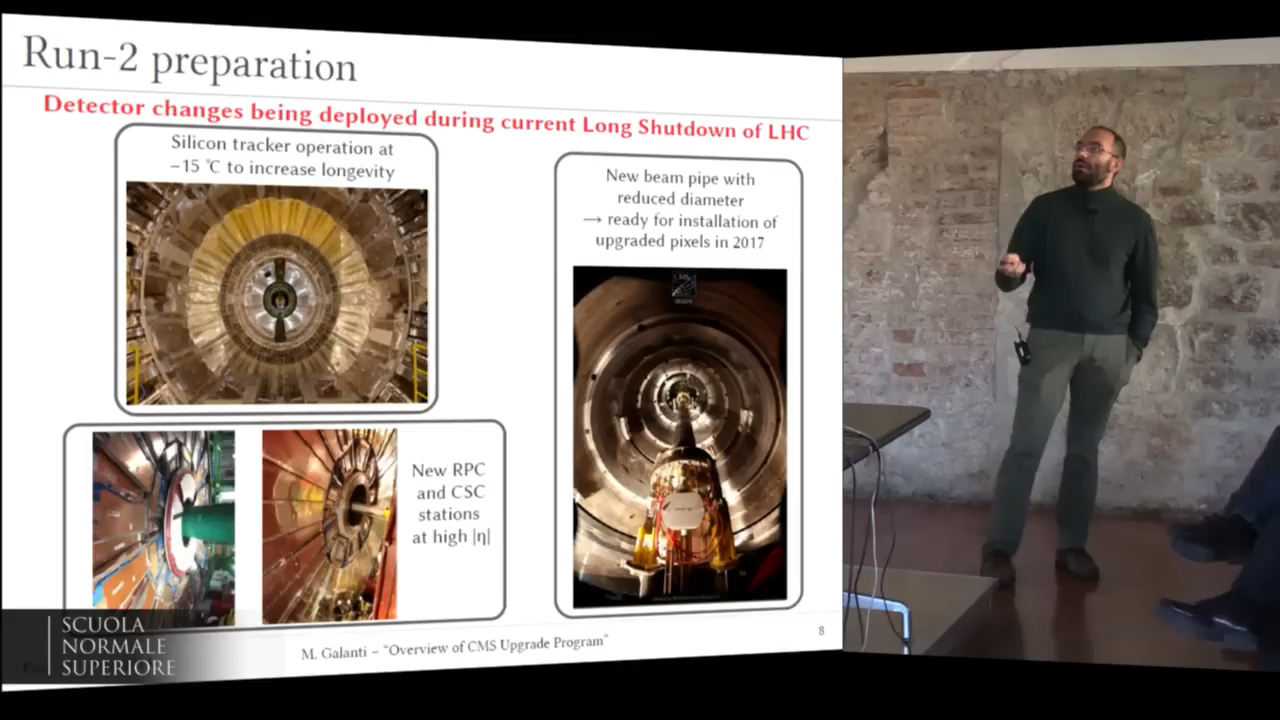 Run-2 preparation
Detector changes being deployed during current Long Shutdown of LHC
Silicon tracker operation at
−15 ℃ to increase longevity
New beam pipe with
reduced diameter
→ ready for installation of
upgraded pixels in 2017
New RPC
and CSC
stations
at high |η|
M. Galanti – “Overview of CMS Upgrade Program”
8
SCUOLA
NORMALE
SUPERIORE